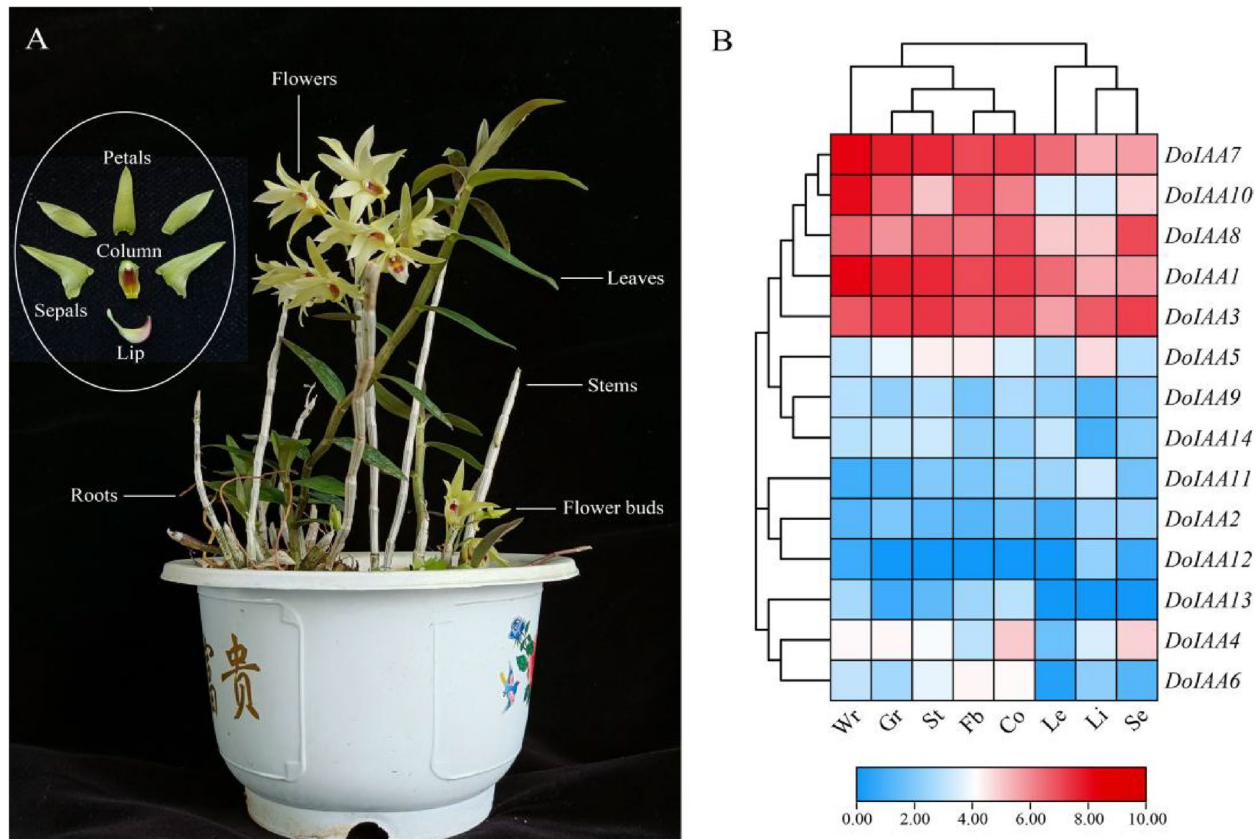 A
Flowers
Petals
Column
Sepals
Lip
Leaves
Stems
Roots
Flower buds
富贵
B
DoIAA7
DoIAA10
DoIAA8
DoIAA1
DoIAA3
DoIAA5
DoIAA9
DoIAA14
DoIAA11
DoIAA2
DoIAA12
DoIAA13
DoIAA4
DoIAA6
Wr Gr St Fb Co Le Li Se
0.00 2.00 4.00 6.00 8.00 10.00